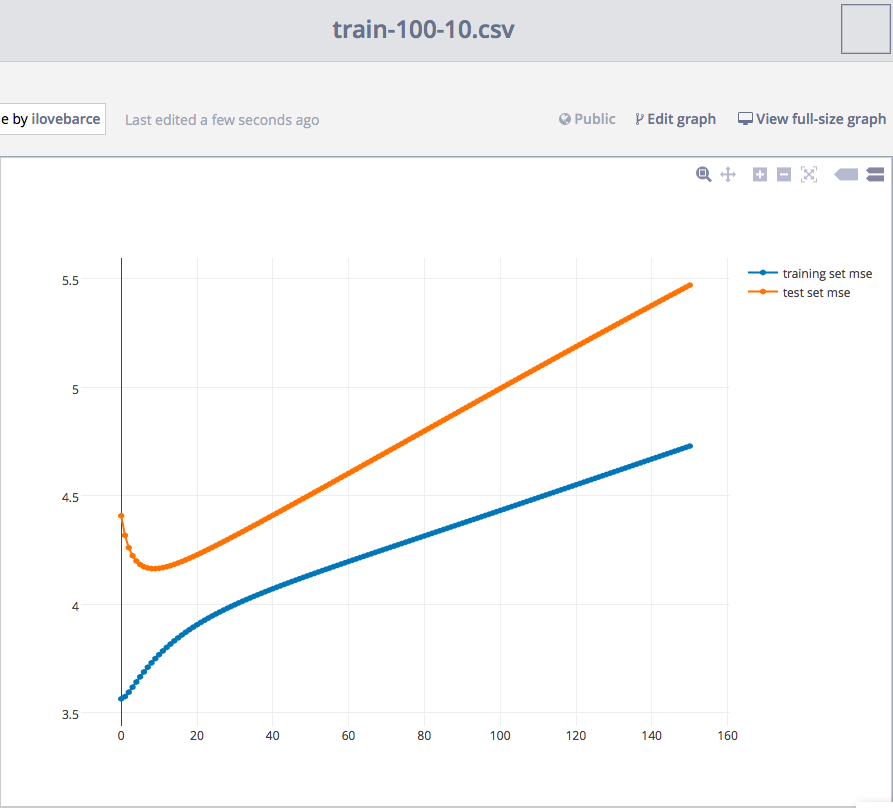 train-100-10.csv
e by ilovebarce
Last edited a few seconds ago
Public
Edit graph
View full-size graph
training set mse
test set mse
5.5
5
4.5
4
3.5
0 20 40 60 80 100 120 140 160